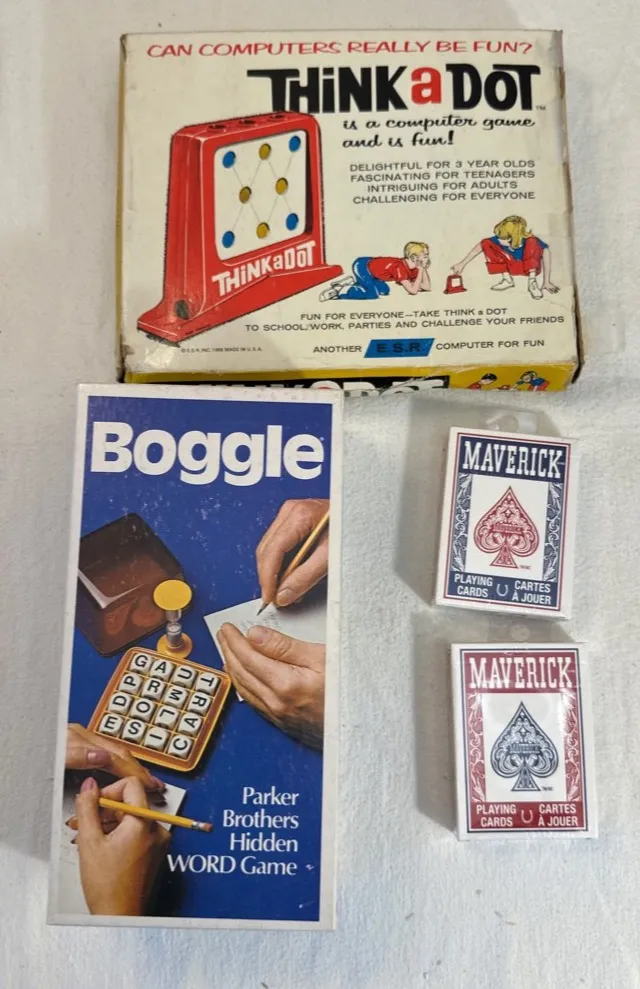 CAN COMPUTERS REALLY BE FUN?
THiNK a DOT™
is a computer game
and is fun!
DELIGHTFUL FOR 3 YEAR OLDS
FASCINATING FOR TEENAGERS
INTRIGUING FOR ADULTS
CHALLENGING FOR EVERYONE
THiNK a DOT
FUN FOR EVERYONE—TAKE THINK a DOT
TO SCHOOL/WORK, PARTIES AND CHALLENGE YOUR FRIENDS
ANOTHER E.S.R. COMPUTER FOR FUN
Boggle
Parker
Brothers
Hidden
WORD Game
MAVERICK
PLAYING CARTES
CARDS À JOUER
MAVERICK
PLAYING CARTES
CARDS À JOUER